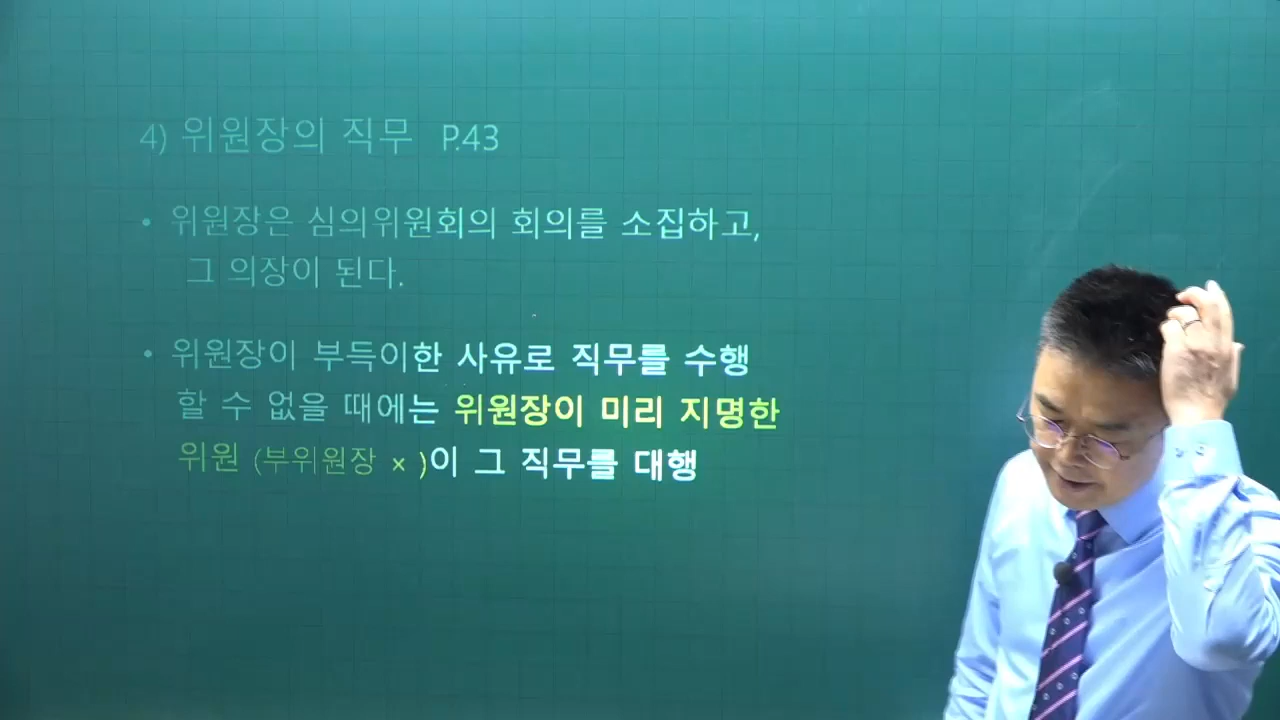 4) 위원장의 직무 P.43
• 위원장은 심의위원회의 회의를 소집하고,
그 의장이 된다.
• 위원장이 부득이한 사유로 직무를 수행
할 수 없을 때에는 위원장이 미리 지명한
위원 (부위원장 × )이 그 직무를 대행